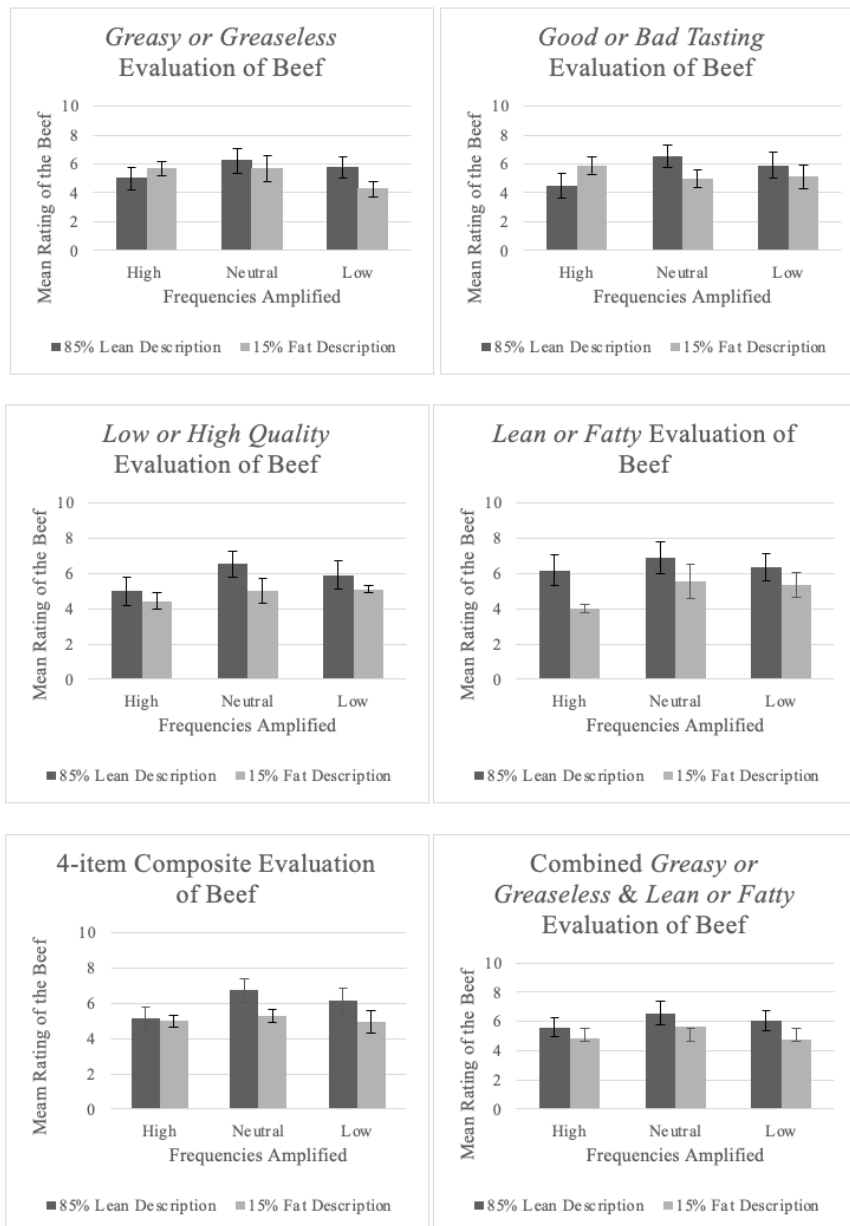 Greasy or Greaseless
Evaluation of Beef
Mean Rating of the Beef
10
8
6
4
2
0
High Neutral Low
Frequencies Amplified
85% Lean Description 15% Fat Description
Good or Bad Tasting
Evaluation of Beef
Mean Rating of the Beef
10
8
6
4
2
0
High Neutral Low
Frequencies Amplified
85% Lean Description 15% Fat Description
Low or High Quality
Evaluation of Beef
Mean Rating of the Beef
10
8
6
4
2
0
High Neutral Low
Frequencies Amplified
85% Lean Description 15% Fat Description
Lean or Fatty Evaluation of
Beef
Mean Rating of the Beef
10
8
6
4
2
0
High Neutral Low
Frequencies Amplified
85% Lean Description 15% Fat Description
4-item Composite Evaluation
of Beef
Meam Rating of the Beef
10
8
6
4
2
0
High Neutral Low
Frequencies Amplified
85% Lean Description 15% Fat Description
Combined Greasy or
Greaseless & Lean or Fatty
Evaluation of Beef
Mean Rating of the Beef
10
8
6
4
2
0
High Neutral Low
Frequencies Amplified
85% Lean Description 15% Fat Description